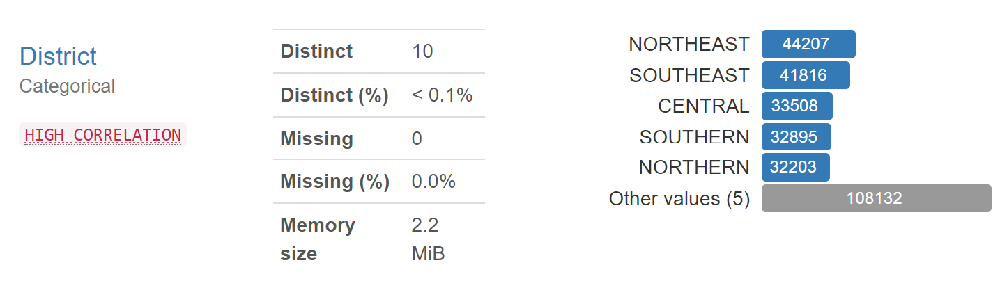 District
Categorical
HIGH CORRELATION
Distinct 10
Distinct (%) < 0.1%
Missing 0
Missing (%) 0.0%
Memory 2.2
size MiB
NORTHEAST 44207
SOUTHEAST 41816
CENTRAL 33508
SOUTHERN 32895
NORTHERN 32203
Other values (5) 108132